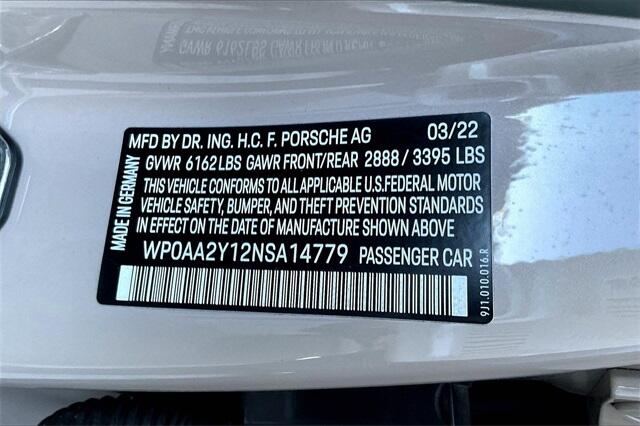 MFD BY DR. ING. H.C. F. PORSCHE AG 03/22
GVWR 6162 LBS GAWR FRONT/REAR 2888 / 3395 LBS
THIS VEHICLE CONFORMS TO ALL APPLICABLE U.S.FEDERAL MOTOR
VEHICLE SAFETY, BUMPER, AND THEFT PREVENTION STANDARDS
IN EFFECT ON THE DATE OF MANUFACTURE SHOWN ABOVE
WP0AA2Y12NSA14779 PASSENGER CAR
MADE IN GERMANY
9J1.010.016.R